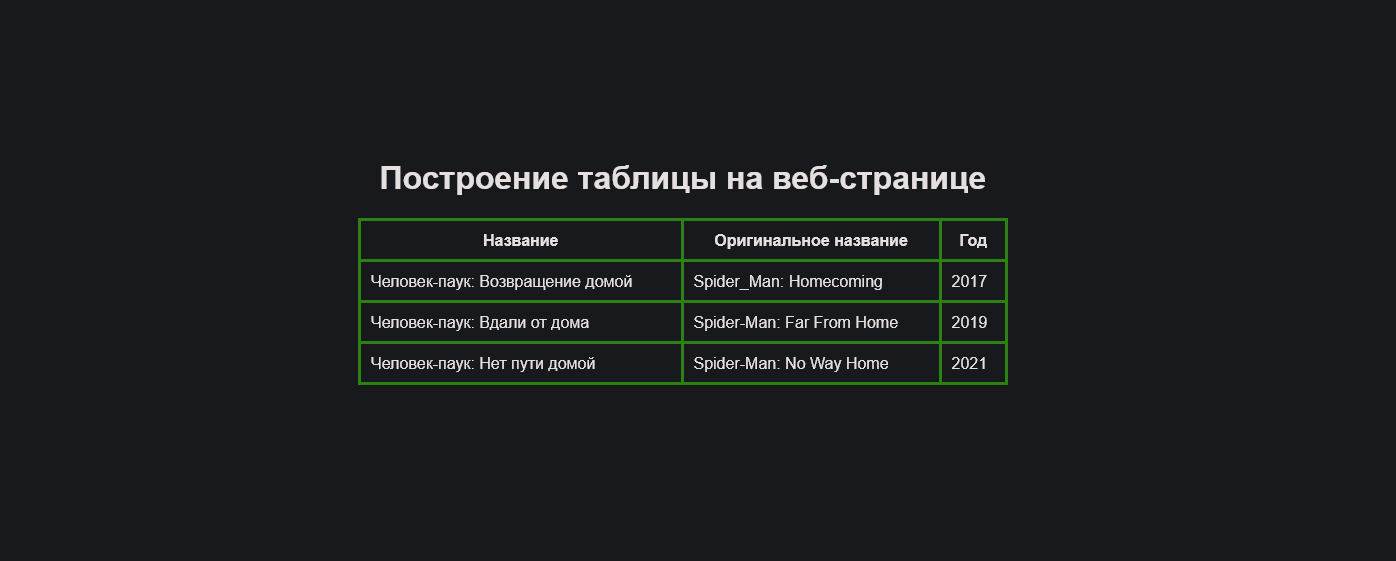 Построение таблицы на веб-странице
Название Оригинальное название Год
Человек-паук: Возвращение домой Spider_Man: Homecoming 2017
Человек-паук: Вдали от дома Spider-Man: Far From Home 2019
Человек-паук: Нет пути домой Spider-Man: No Way Home 2021